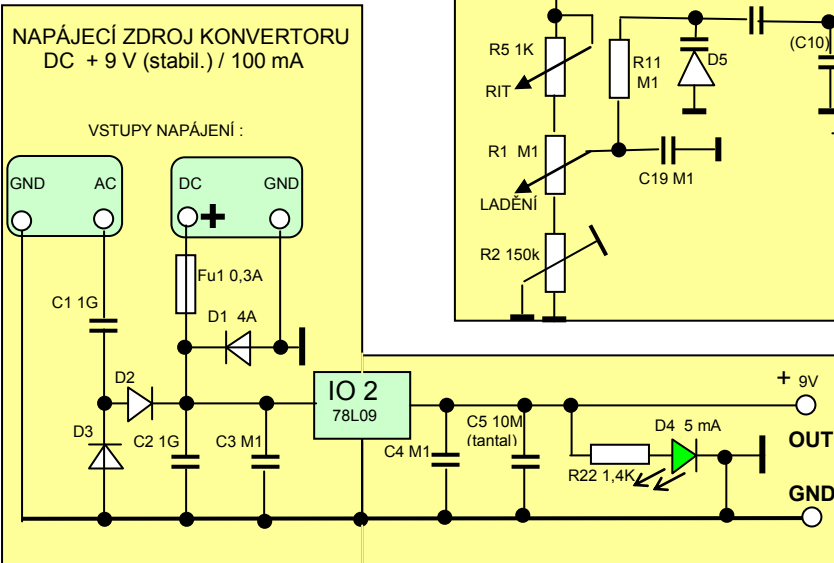 NAPÁJECÍ ZDROJ KONVERTORU
DC + 9 V (stabil.) / 100 mA
VSTUPY NAPÁJENÍ :
GND AC
DC GND
+
Fu1 0,3A
C1 1G
D1 4A
D2
D3
C2 1G
C3 M1
IO 2
78L09
C4 M1
C5 10M
(tantal)
D4 5 mA
R22 1,4K
+ 9V
OUT
GND
R5 1K
RIT
R11
M1
D5
(C10)
R1 M1
LADĚNÍ
C19 M1
R2 150k